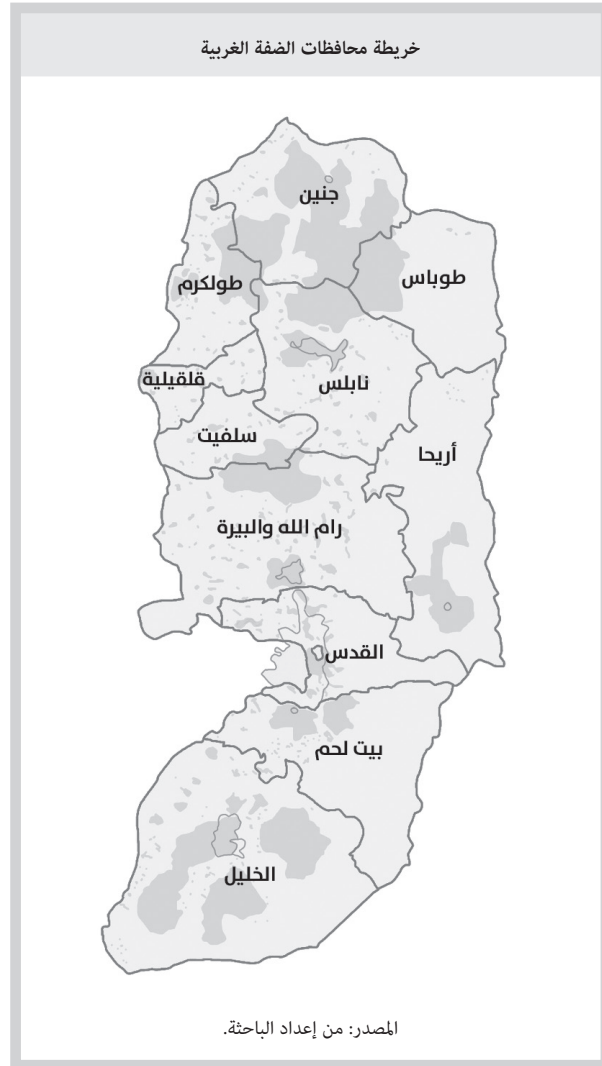 خريطة محافظات الضفة الغربية
جنين
طوباس
طولكرم
نابلس
قلقيلية
سلفيت
أريحا
رام الله والبيرة
القدس
بيت لحم
الخليل
المصدر: من إعداد الباحثة.